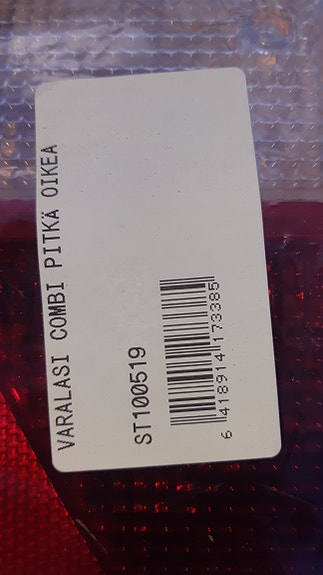 VARALASI COMBI PITKÄ OIKEA
ST100519
6 418914 173385